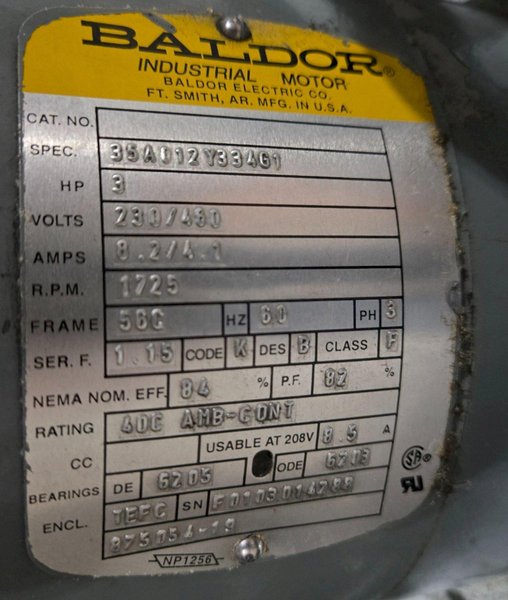 BALDOR®
INDUSTRIAL MOTOR
BALDOR ELECTRIC CO.
FT. SMITH, AR. MFG. IN U.S.A.
CAT. NO.
SPEC. 35A012Y334G1
HP 3
VOLTS 230/460
AMPS 8.2/4.1
R.P.M. 1725
FRAME 56C HZ 60 PH 3
SER. F. 1.15 CODE K DES B CLASS F
NEMA NOM. EFF. 84 % P.F. 82 %
RATING 40C AMB-CONT
CC USABLE AT 208V 8.5 A
BEARINGS DE 6205 ODE 6203
ENCL. TEFC SN F0103014288
875054-19
NP1256